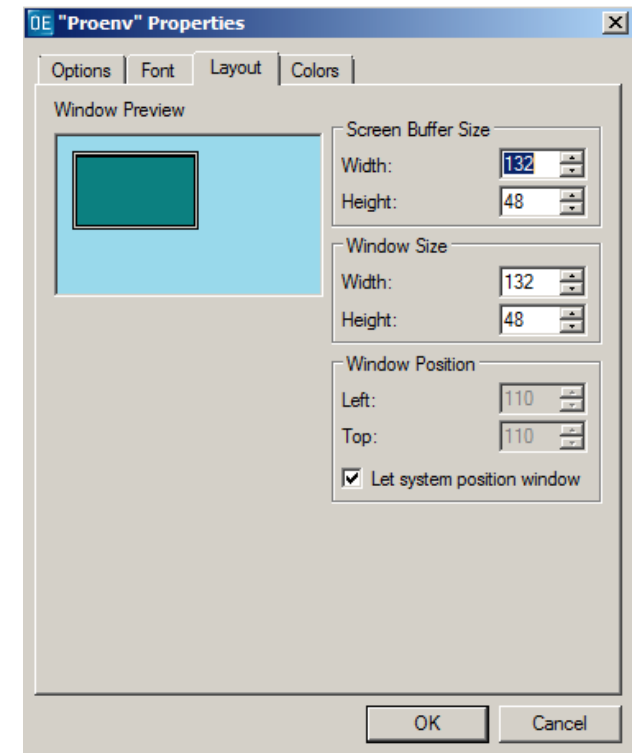 OE "Proenv" Properties
Options Font Layout Colors
Window Preview
Screen Buffer Size
Width: 132
Height: 48
Window Size
Width: 132
Height: 48
Window Position
Left: 110
Top: 110
Let system position window
OK Cancel